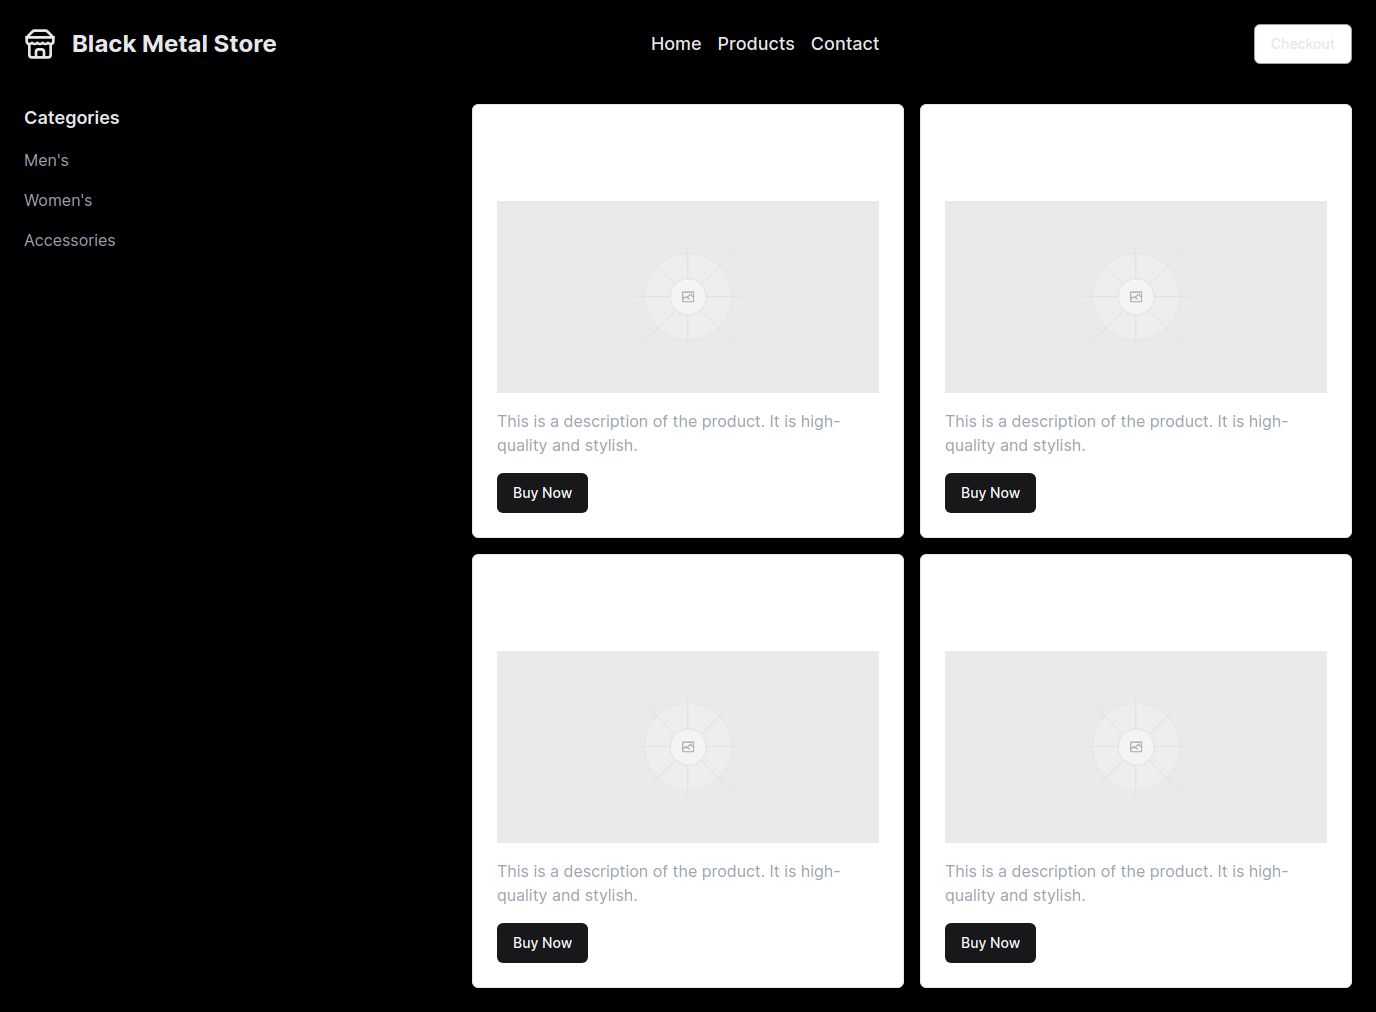 Black Metal Store
Home Products Contact
Checkout
Categories
Men's
Women's
Accessories
This is a description of the product. It is high-
quality and stylish.
Buy Now
This is a description of the product. It is high-
quality and stylish.
Buy Now
This is a description of the product. It is high-
quality and stylish.
Buy Now
This is a description of the product. It is high-
quality and stylish.
Buy Now